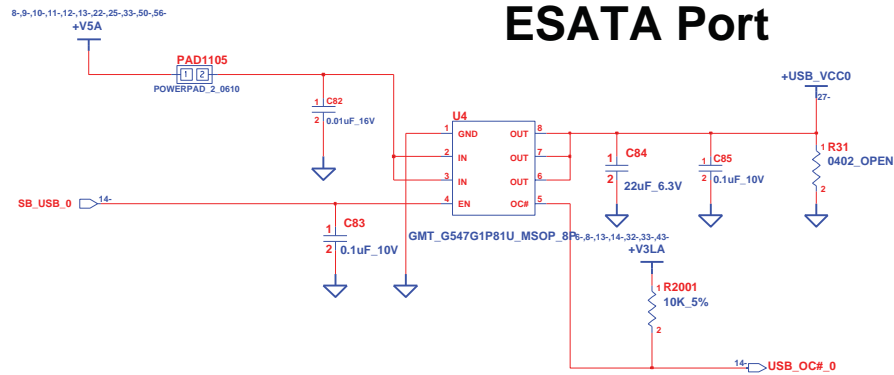 ESATA Port
8-,9-,10-,11-,12-,13-,22-,25-,33-,50-,56-
+V5A
PAD1105
1 2
POWERPAD_2_0610
+USB_VCC0
27-
1 C82
2 0.01uF_16V
U4
1 GND OUT 8
2 IN OUT 7
3 IN OUT 6
4 EN OC# 5
GMT_G547G1P81U_MSOP_8P
1 C84
2
22uF_6.3V
1 C85
2 0.1uF_10V
1 R31
0402_OPEN
2
SB_USB_0 14-
1 C83
2 0.1uF_10V
6-,8-,13-,14-,32-,33-,43-
+V3LA
1 R2001
10K_5%
2
14- USB_OC#_0